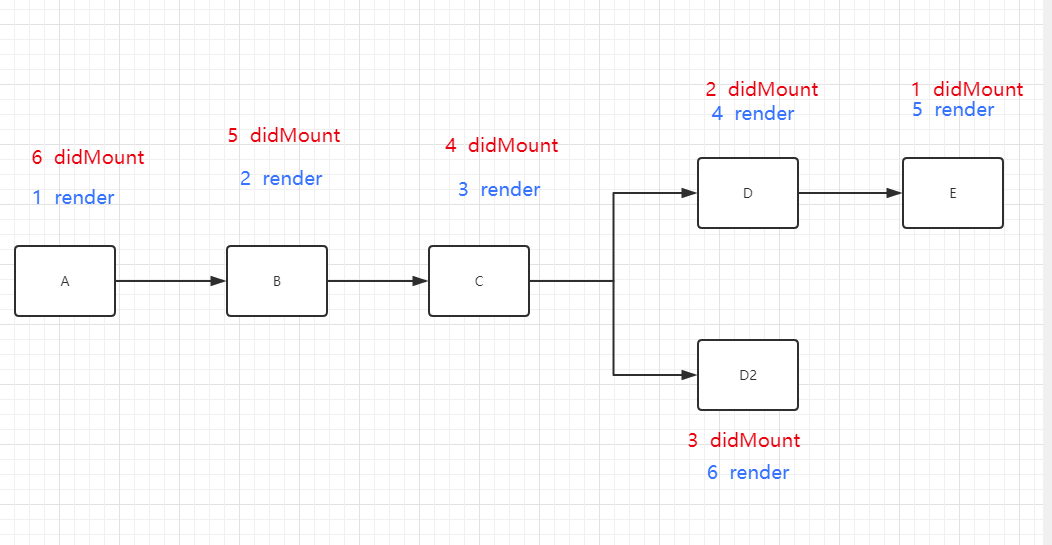 2  didMount
4  render
1  didMount
5  render
5  didMount
2  render
4  didMount
3  render
6  didMount
1  render
D
E
A
B
C
D2
3  didMount
6  render